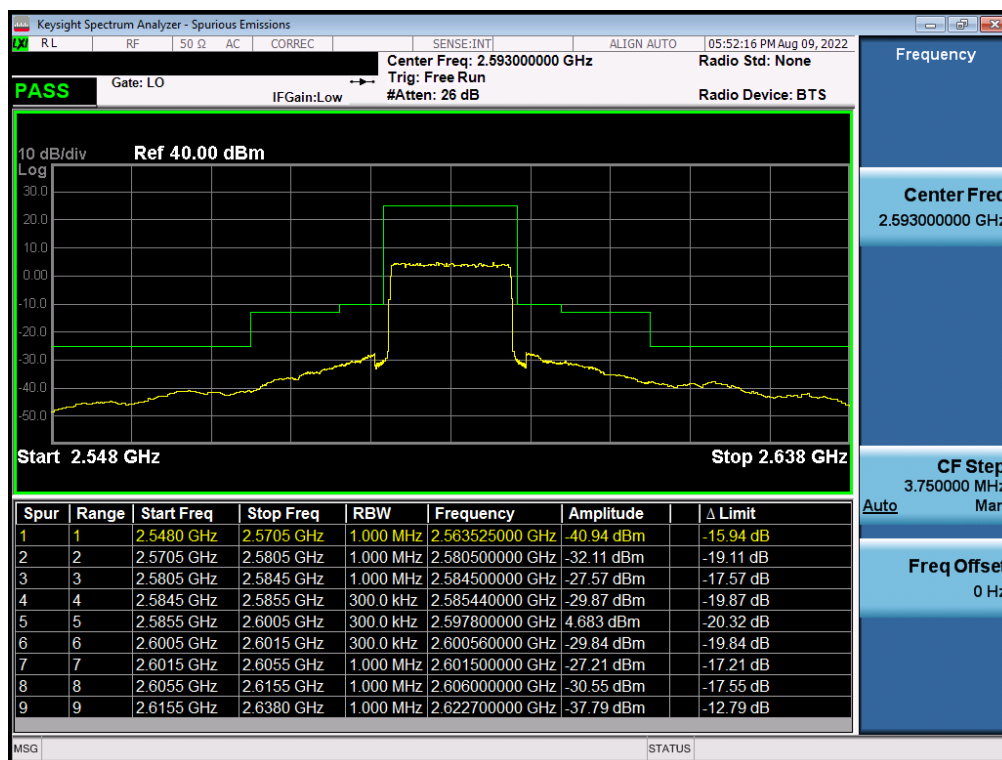 Keysight Spectrum Analyzer - Spurious Emissions
LXI RL RF 50 Ω AC CORREC SENSE:INT ALIGN AUTO 05:52:16 PM Aug 09, 2022
Center Freq: 2.593000000 GHz Radio Std: None
Gate: LO Trig: Free Run
PASS IFGain:Low #Atten: 26 dB Radio Device: BTS
10 dB/div Ref 40.00 dBm
Log
30.0
20.0
10.0
0.00
-10.0
-20.0
-30.0
-40.0
-50.0
Start 2.548 GHz Stop 2.638 GHz
Spur Range Start Freq Stop Freq RBW Frequency Amplitude Δ Limit
1 1 2.5480 GHz 2.5705 GHz 1.000 MHz 2.563525000 GHz -40.94 dBm -15.94 dB
2 2 2.5705 GHz 2.5805 GHz 1.000 MHz 2.580500000 GHz -32.11 dBm -19.11 dB
3 3 2.5805 GHz 2.5845 GHz 1.000 MHz 2.584500000 GHz -27.57 dBm -17.57 dB
4 4 2.5845 GHz 2.5855 GHz 300.0 kHz 2.585440000 GHz -29.87 dBm -19.87 dB
5 5 2.5855 GHz 2.6005 GHz 300.0 kHz 2.597800000 GHz 4.683 dBm -20.32 dB
6 6 2.6005 GHz 2.6015 GHz 300.0 kHz 2.600560000 GHz -29.84 dBm -19.84 dB
7 7 2.6015 GHz 2.6055 GHz 1.000 MHz 2.601500000 GHz -27.21 dBm -17.21 dB
8 8 2.6055 GHz 2.6155 GHz 1.000 MHz 2.606000000 GHz -30.55 dBm -17.55 dB
9 9 2.6155 GHz 2.6380 GHz 1.000 MHz 2.622700000 GHz -37.79 dBm -12.79 dB
MSG STATUS
Frequency
Center Freq
2.593000000 GHz
CF Step
3.750000 MHz
Auto Man
Freq Offset
0 Hz